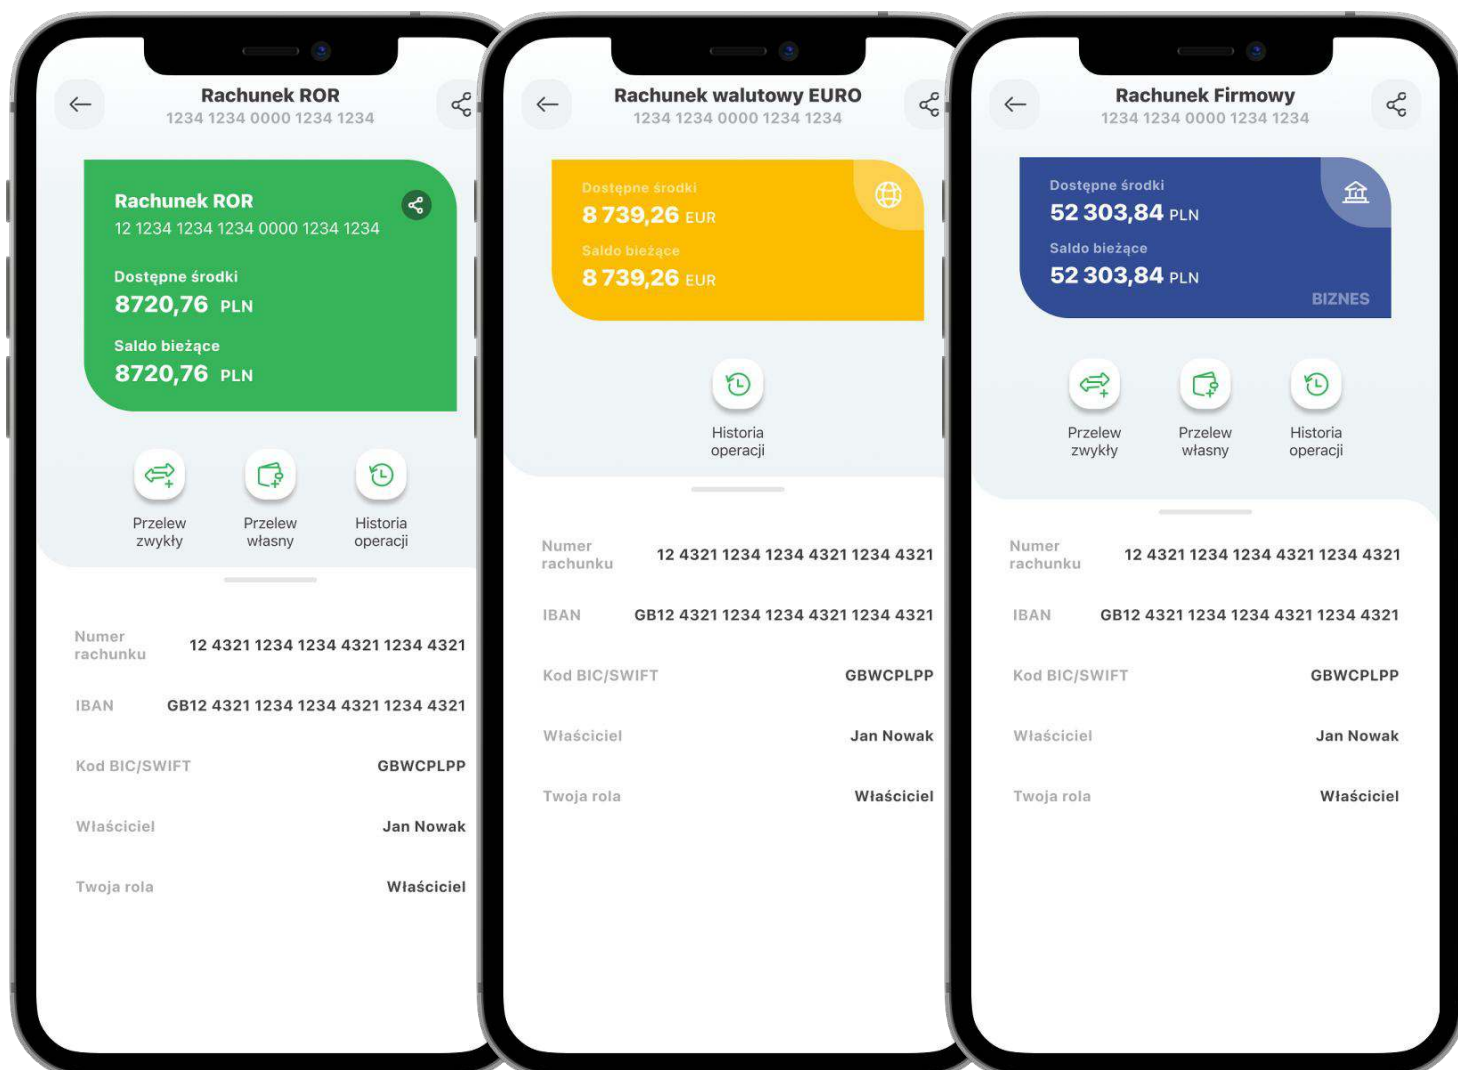 Rachunek ROR
1234 1234 0000 1234 1234
Rachunek ROR
12 1234 1234 1234 0000 1234 1234
Dostępne środki
8720,76 PLN
Saldo bieżące
8720,76 PLN
Przelew zwykły
Przelew własny
Historia operacji
Numer rachunku 12 4321 1234 1234 4321 1234 4321
IBAN GB12 4321 1234 1234 4321 1234 4321
Kod BIC/SWIFT GBWCPLPP
Właściciel Jan Nowak
Twoja rola Właściciel
Rachunek walutowy EURO
1234 1234 0000 1234 1234
Dostępne środki
8 739,26 EUR
Saldo bieżące
8 739,26 EUR
Historia operacji
Numer rachunku 12 4321 1234 1234 4321 1234 4321
IBAN GB12 4321 1234 1234 4321 1234 4321
Kod BIC/SWIFT GBWCPLPP
Właściciel Jan Nowak
Twoja rola Właściciel
Rachunek Firmowy
1234 1234 0000 1234 1234
Dostępne środki
52 303,84 PLN
Saldo bieżące
52 303,84 PLN
BIZNES
Przelew zwykły
Przelew własny
Historia operacji
Numer rachunku 12 4321 1234 1234 4321 1234 4321
IBAN GB12 4321 1234 1234 4321 1234 4321
Kod BIC/SWIFT GBWCPLPP
Właściciel Jan Nowak
Twoja rola Właściciel